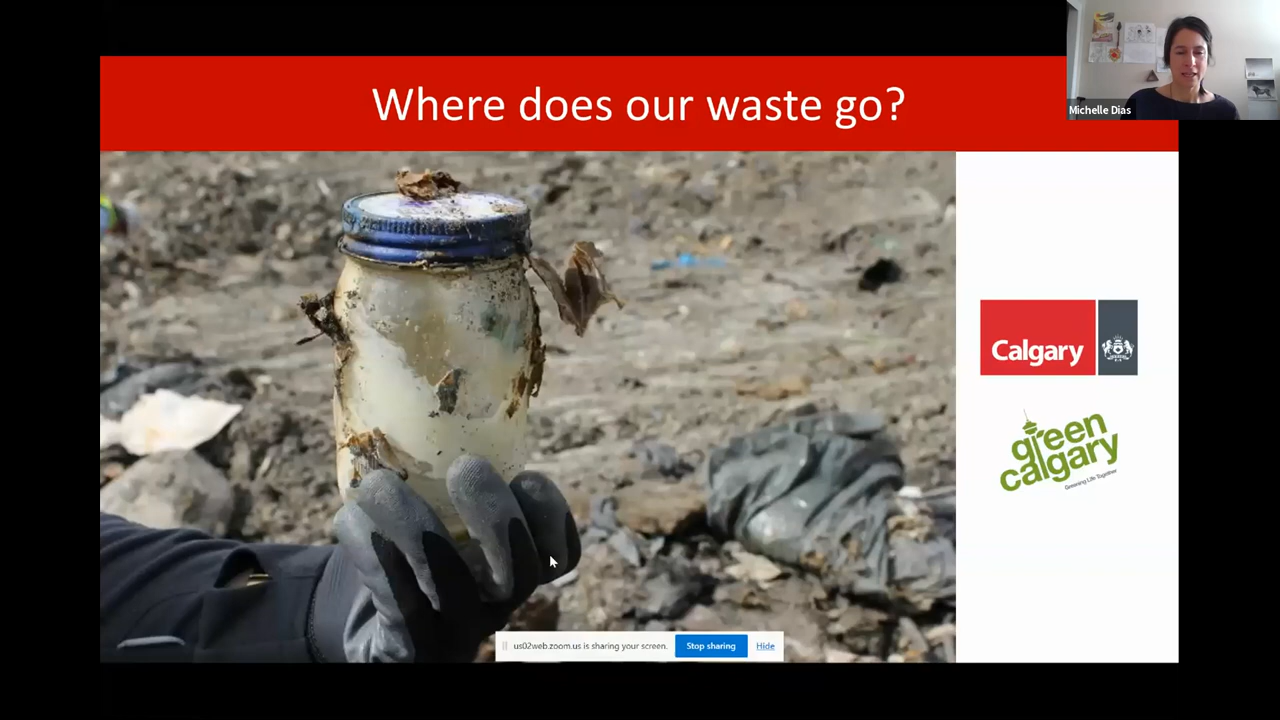 Where does our waste go?
Michelle Dias
Calgary
green
calgary
Greening Life Together
us02web.zoom.us is sharing your screen.
Stop sharing
Hide